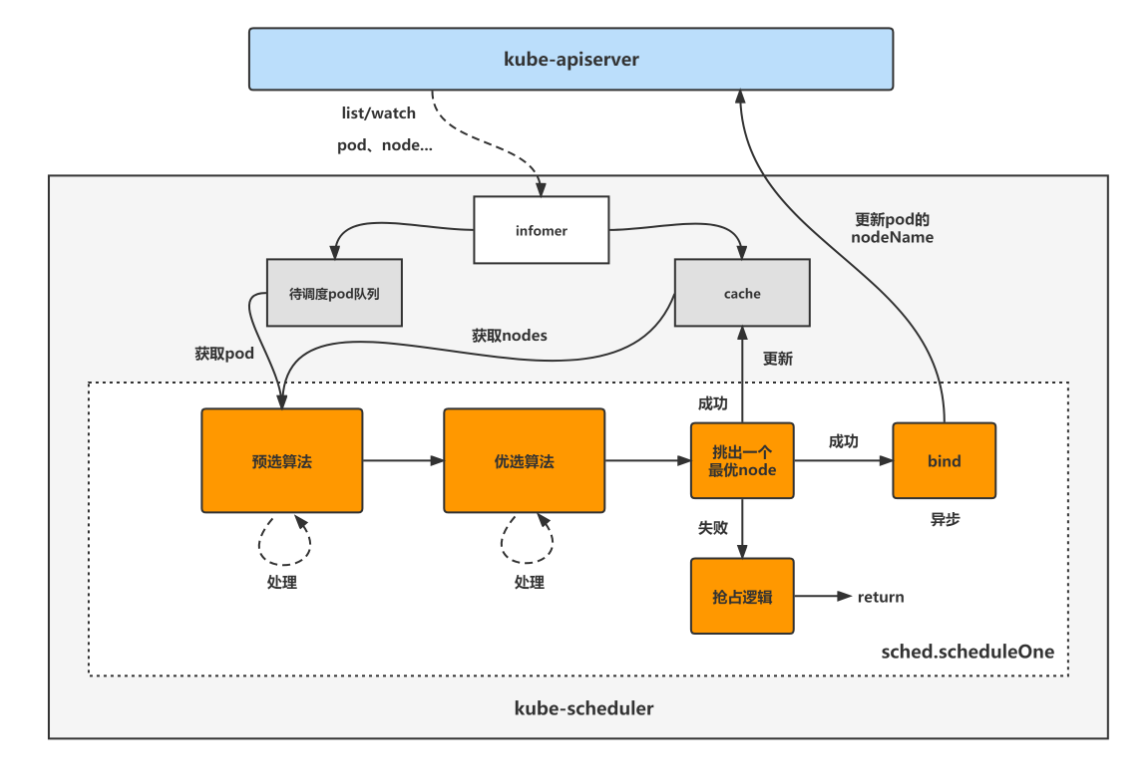 kube-apiserver
list/watch
pod、node...
infomer
更新pod的
nodeName
待调度pod队列
cache
获取nodes
获取pod
更新
成功
预选算法
优选算法
挑出一个
最优node
成功
bind
失败
异步
处理
处理
抢占逻辑
return
sched.scheduleOne
kube-scheduler